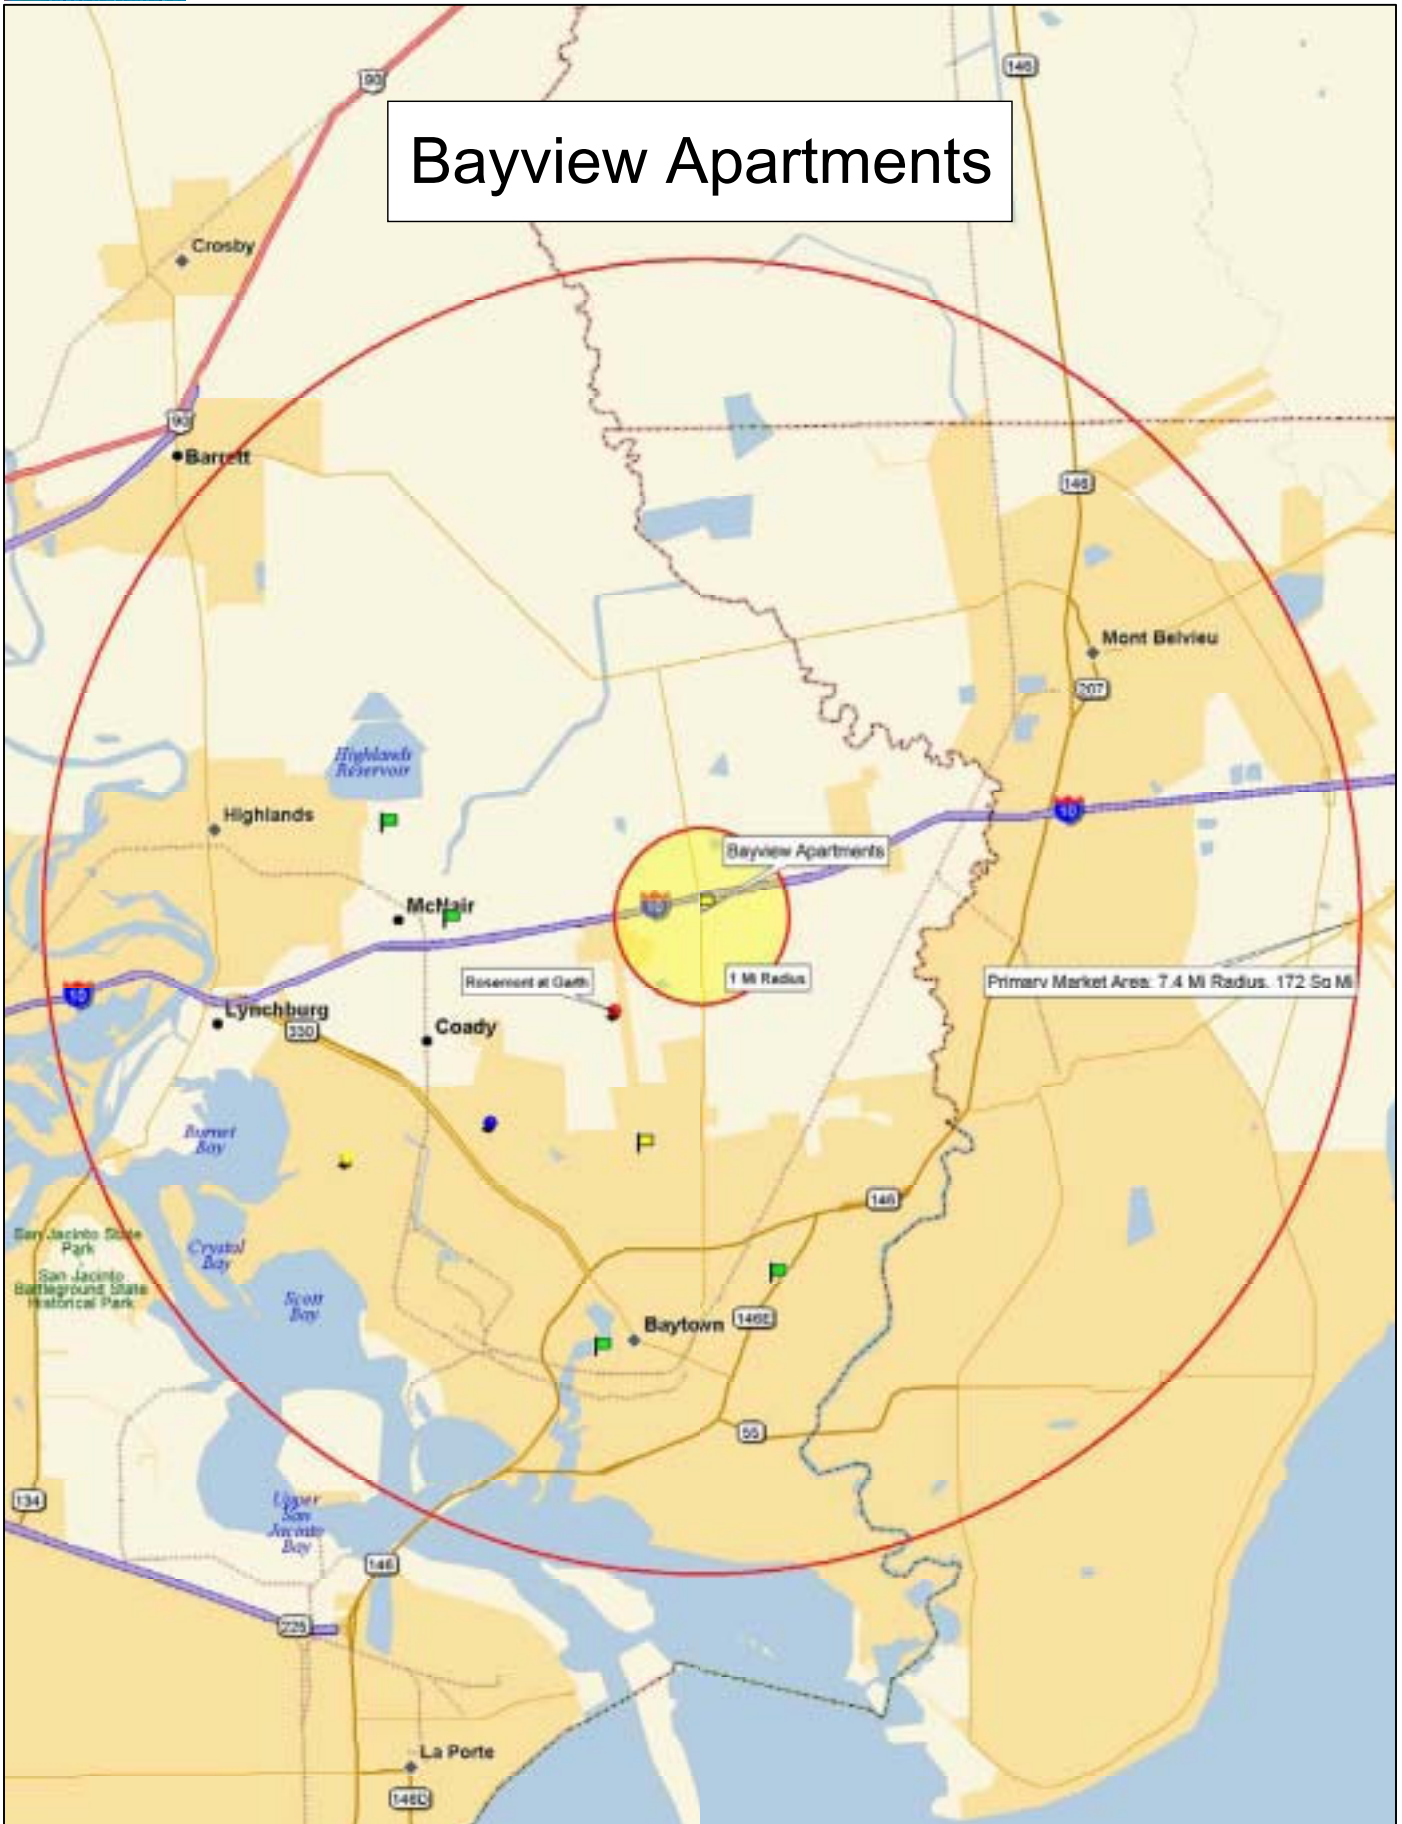 90
146
Bayview Apartments
Crosby
90
Barrett
146
Mont Belvieu
207
Highlands
Reservoir
10
Highlands
Bayview Apartments
McNair
10
Rosemont at Garth
1 Mi Radius
Primary Market Area: 7.4 Mi Radius, 172 Sq Mi
10
Lynchburg
330
Coady
Burnet
Bay
146
San Jacinto State
Park
San Jacinto
Battleground State
Historical Park
Crystal
Bay
Scott
Bay
Baytown
146E
55
134
Upper
San
Jacinto
Bay
146
225
La Porte
146D